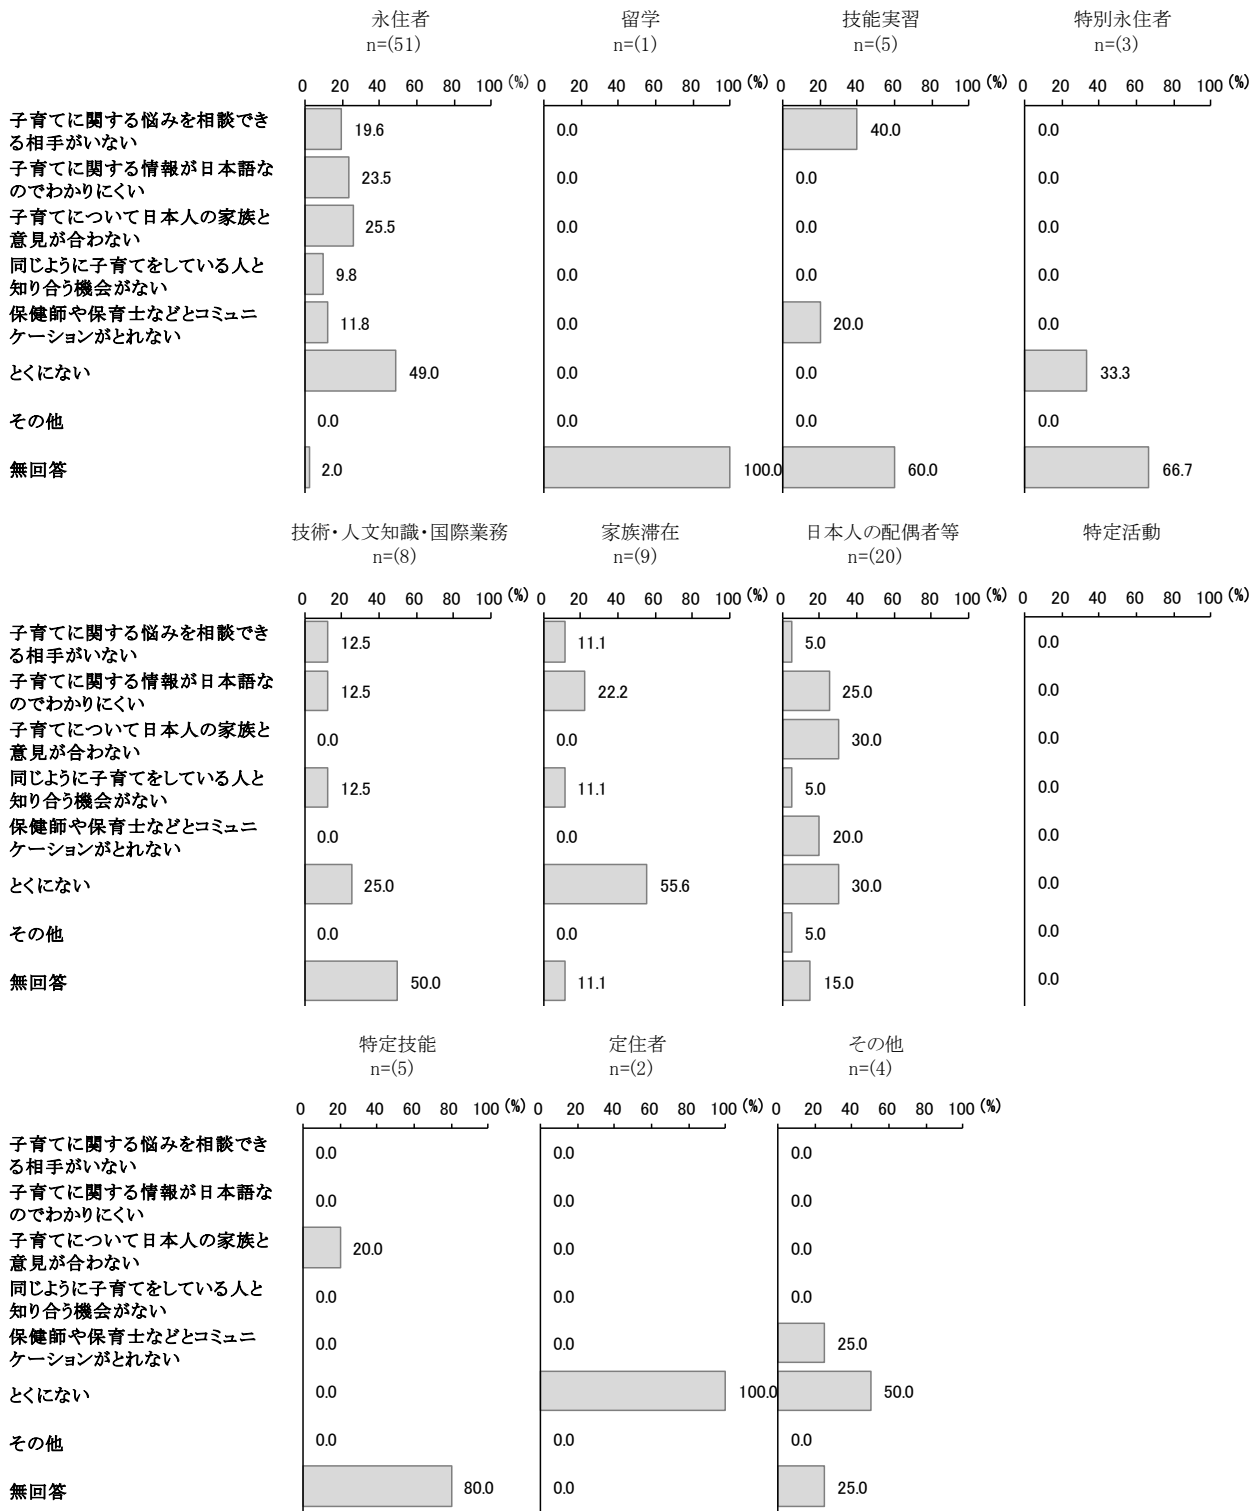 永住者 留学 技能実習 特別永住者
n=(51) n=(1) n=(5) n=(3)
0 20 40 60 80 100 (%) 0 20 40 60 80 100 (%) 0 20 40 60 80 100 (%) 0 20 40 60 80 100 (%)
子育てに関する悩みを相談でき
る相手がいない
19.6 0.0 40.0 0.0
子育てに関する情報が日本語な
のでわかりにくい
23.5 0.0 0.0 0.0
子育てについて日本人の家族と
意見が合わない
25.5 0.0 0.0 0.0
同じように子育てをしている人と
知り合う機会がない
9.8 0.0 0.0 0.0
保健師や保育士などとコミュニ
ケーションがとれない
11.8 0.0 20.0 0.0
とくにない 49.0 0.0 0.0 33.3
その他 0.0 0.0 0.0 0.0
無回答 2.0 100.0 60.0 66.7
技術・人文知識・国際業務 家族滞在 日本人の配偶者等 特定活動
n=(8) n=(9) n=(20)
0 20 40 60 80 100 (%) 0 20 40 60 80 100 (%) 0 20 40 60 80 100 (%) 0 20 40 60 80 100 (%)
子育てに関する悩みを相談でき
る相手がいない
12.5 11.1 5.0 0.0
子育てに関する情報が日本語な
のでわかりにくい
12.5 22.2 25.0 0.0
子育てについて日本人の家族と
意見が合わない
0.0 0.0 30.0 0.0
同じように子育てをしている人と
知り合う機会がない
12.5 11.1 5.0 0.0
保健師や保育士などとコミュニ
ケーションがとれない
0.0 0.0 20.0 0.0
とくにない 25.0 55.6 30.0 0.0
その他 0.0 0.0 5.0 0.0
無回答 50.0 11.1 15.0 0.0
特定技能 定住者 その他
n=(5) n=(2) n=(4)
0 20 40 60 80 100 (%) 0 20 40 60 80 100 (%) 0 20 40 60 80 100 (%)
子育てに関する悩みを相談でき
る相手がいない
0.0 0.0 0.0
子育てに関する情報が日本語な
のでわかりにくい
0.0 0.0 0.0
子育てについて日本人の家族と
意見が合わない
20.0 0.0 0.0
同じように子育てをしている人と
知り合う機会がない
0.0 0.0 0.0
保健師や保育士などとコミュニ
ケーションがとれない
0.0 0.0 25.0
とくにない 0.0 100.0 50.0
その他 0.0 0.0 0.0
無回答 80.0 0.0 25.0